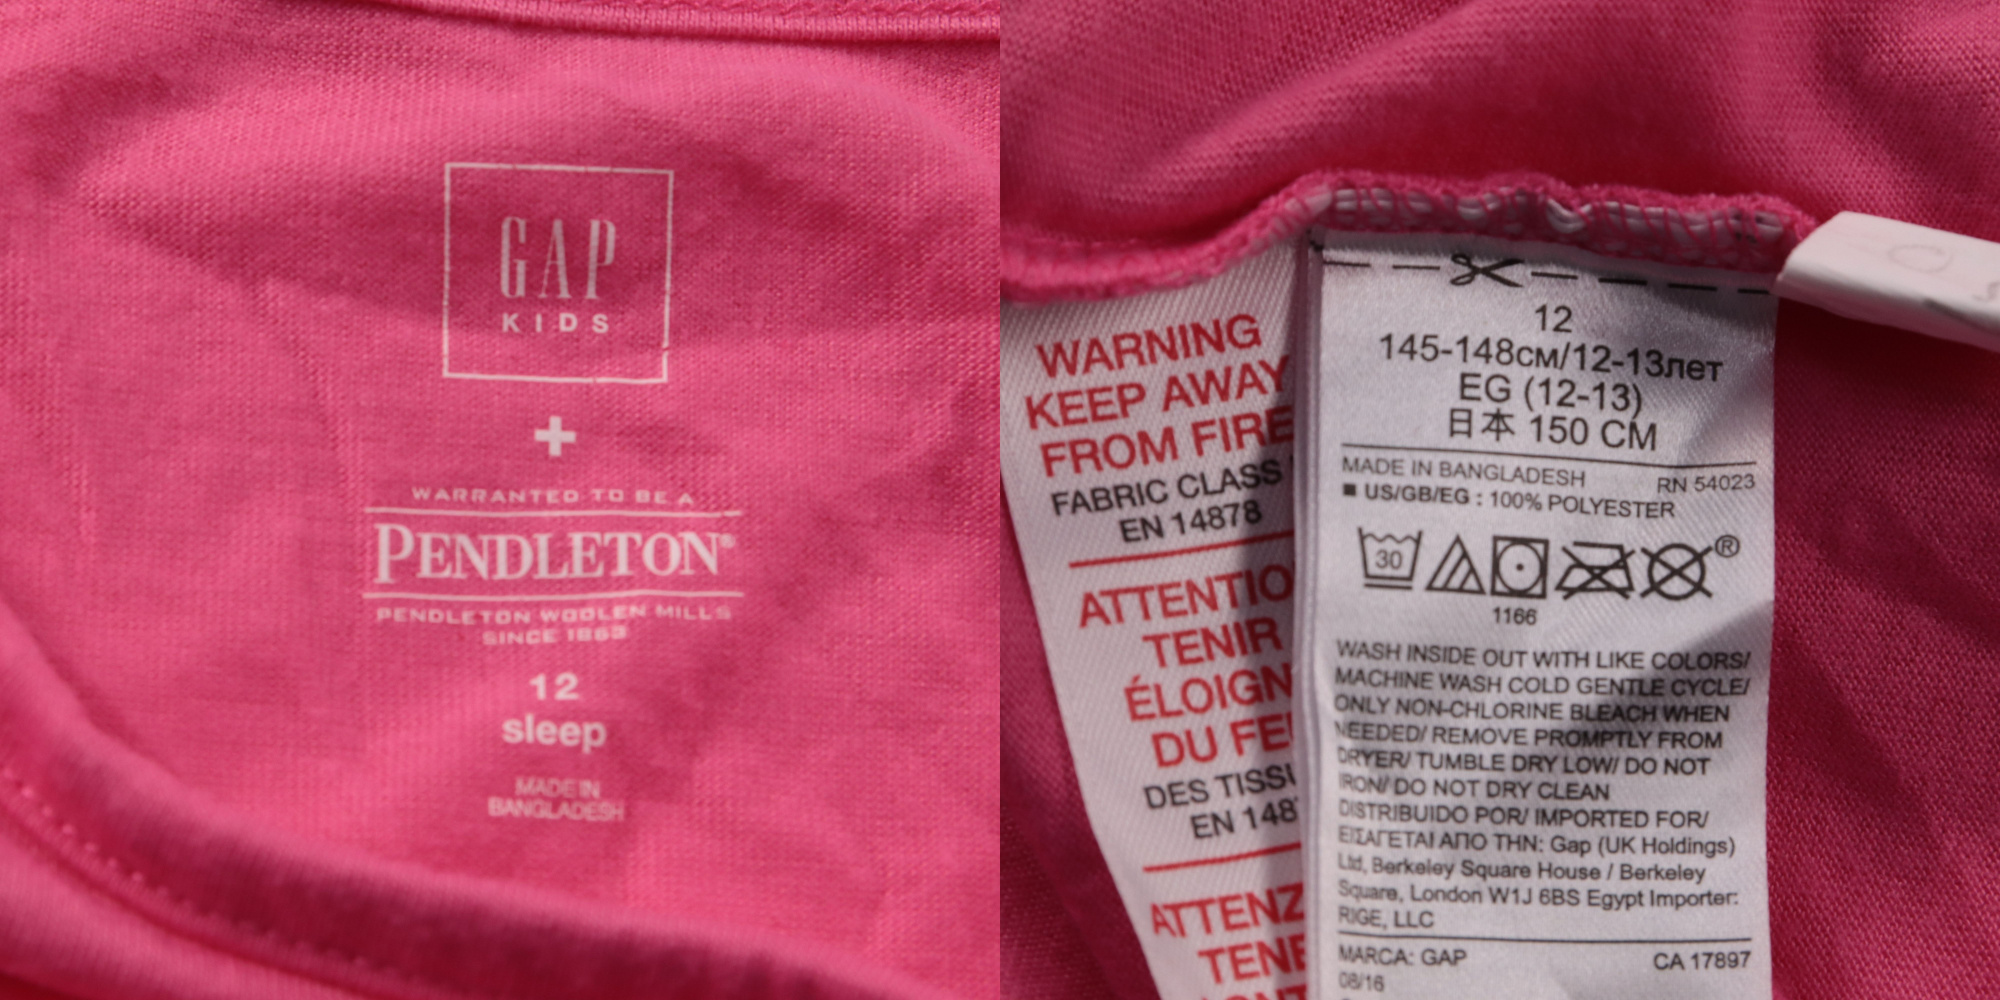 GAP
KIDS
+
WARRANTED TO BE A
PENDLETON®
PENDLETON WOOLEN MILLS
SINCE 1863
12
sleep
MADE IN
BANGLADESH
WARNING
KEEP AWAY
FROM FIRE
FABRIC CLASS
EN 14878
ATTENTIO
TENIR
ÉLOIGN
DU FE
DES TISSU
EN 148
ATTENZ
TENE
12
145-148см/12-13лет
EG (12-13)
日本 150 CM
MADE IN BANGLADESH RN 54023
■ US/GB/EG : 100% POLYESTER
30
®
1166
WASH INSIDE OUT WITH LIKE COLORS/
MACHINE WASH COLD GENTLE CYCLE/
ONLY NON-CHLORINE BLEACH WHEN
NEEDED/ REMOVE PROMPTLY FROM
DRYER/ TUMBLE DRY LOW/ DO NOT
IRON/ DO NOT DRY CLEAN
DISTRIBUIDO POR/ IMPORTED FOR/
ΕΙΣΑΓΕΤΑΙ ΑΠΟ ΤΗΝ: Gap (UK Holdings)
Ltd, Berkeley Square House / Berkeley
Square, London W1J 6BS Egypt Importer:
RIGE, LLC
MARCA: GAP CA 17897
08/16